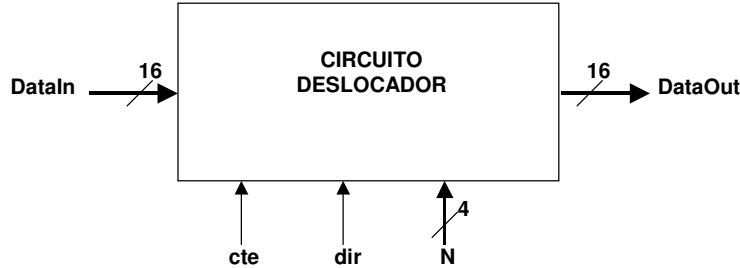 CIRCUITO
DESLOCADOR
DataIn
16
16
DataOut
4
cte
dir
N